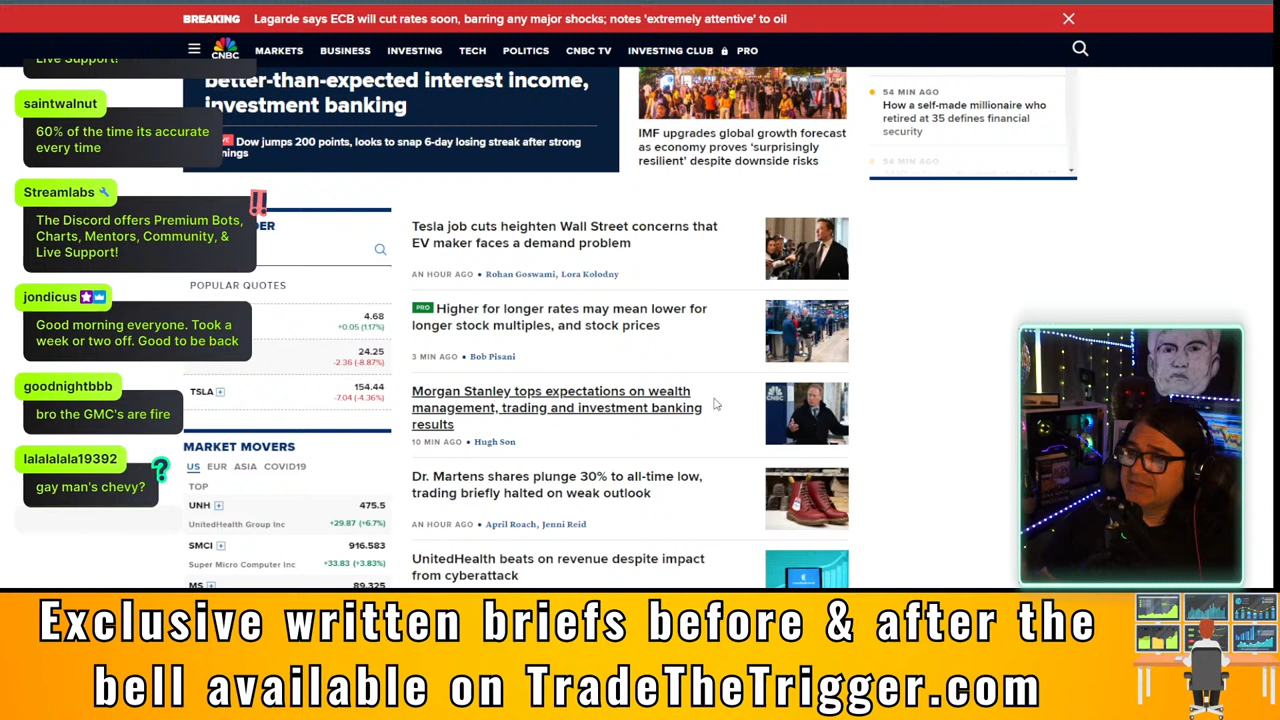 BREAKING Lagarde says ECB will cut rates soon, barring any major shocks; notes 'extremely attentive' to oil
CNBC MARKETS BUSINESS INVESTING TECH POLITICS CNBC TV INVESTING CLUB PRO
Live Support!
saintwalnut
60% of the time its accurate
every time
Streamlabs
The Discord offers Premium Bots,
Charts, Mentors, Community, &
Live Support!
jondicus
Good morning everyone. Took a
week or two off. Good to be back
goodnightbbb
bro the GMC's are fire
lalalalala19392
gay man's chevy?
better-than-expected interest income,
investment banking
Dow jumps 200 points, looks to snap 6-day losing streak after strong
IMF upgrades global growth forecast
as economy proves 'surprisingly
resilient' despite downside risks
54 MIN AGO
How a self-made millionaire who
retired at 35 defines financial
security
54 MIN AGO
POPULAR QUOTES
4.68
+0.05 (1.17%)
24.25
-2.36 (-8.87%)
TSLA 154.44
-7.04 (-4.36%)
MARKET MOVERS
US EUR ASIA COVID19
TOP
UNH 475.5
UnitedHealth Group Inc +29.87 (+6.7%)
SMCI 916.583
Super Micro Computer Inc +33.83 (+3.83%)
MS 89.325
Tesla job cuts heighten Wall Street concerns that
EV maker faces a demand problem
AN HOUR AGO • Rohan Goswami, Lora Kolodny
PRO Higher for longer rates may mean lower for
longer stock multiples, and stock prices
3 MIN AGO • Bob Pisani
Morgan Stanley tops expectations on wealth
management, trading and investment banking
results
10 MIN AGO • Hugh Son
CNBC
Dr. Martens shares plunge 30% to all-time low,
trading briefly halted on weak outlook
AN HOUR AGO • April Roach, Jenni Reid
UnitedHealth beats on revenue despite impact
from cyberattack
Exclusive written briefs before & after the
bell available on TradeTheTrigger.com